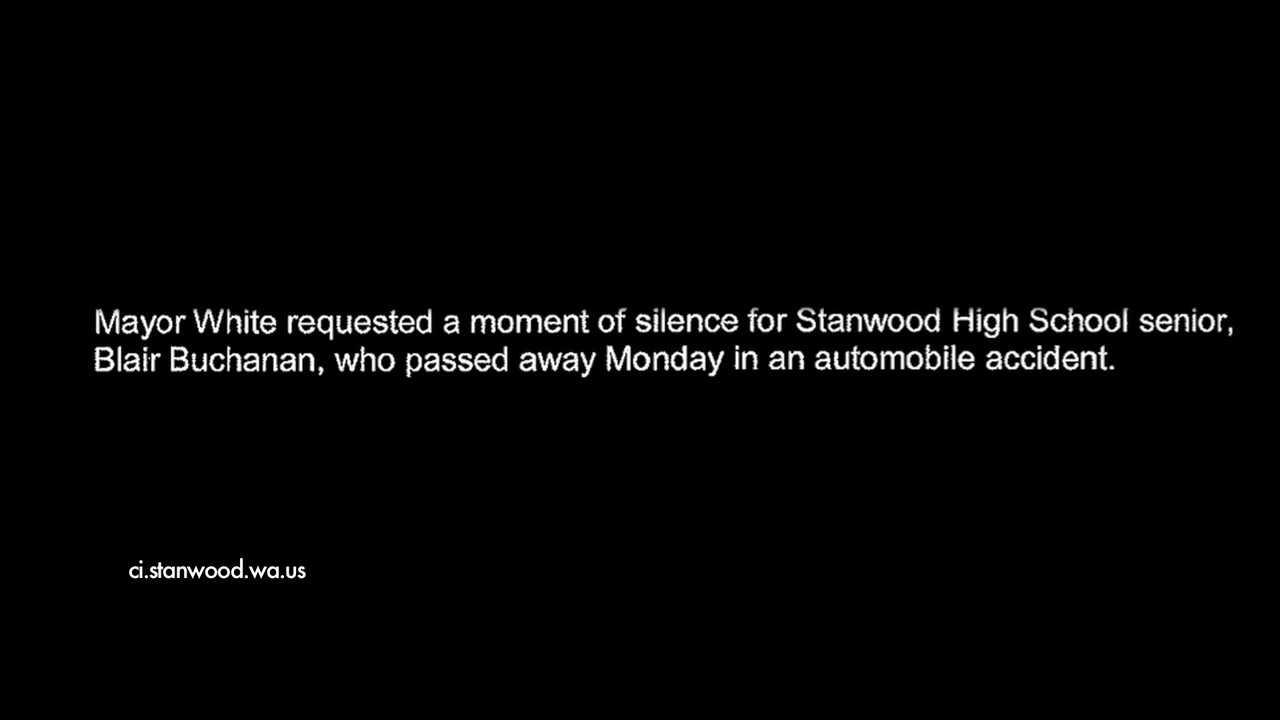 Mayor White requested a moment of silence for Stanwood High School senior,
Blair Buchanan, who passed away Monday in an automobile accident.
ci.stanwood.wa.us